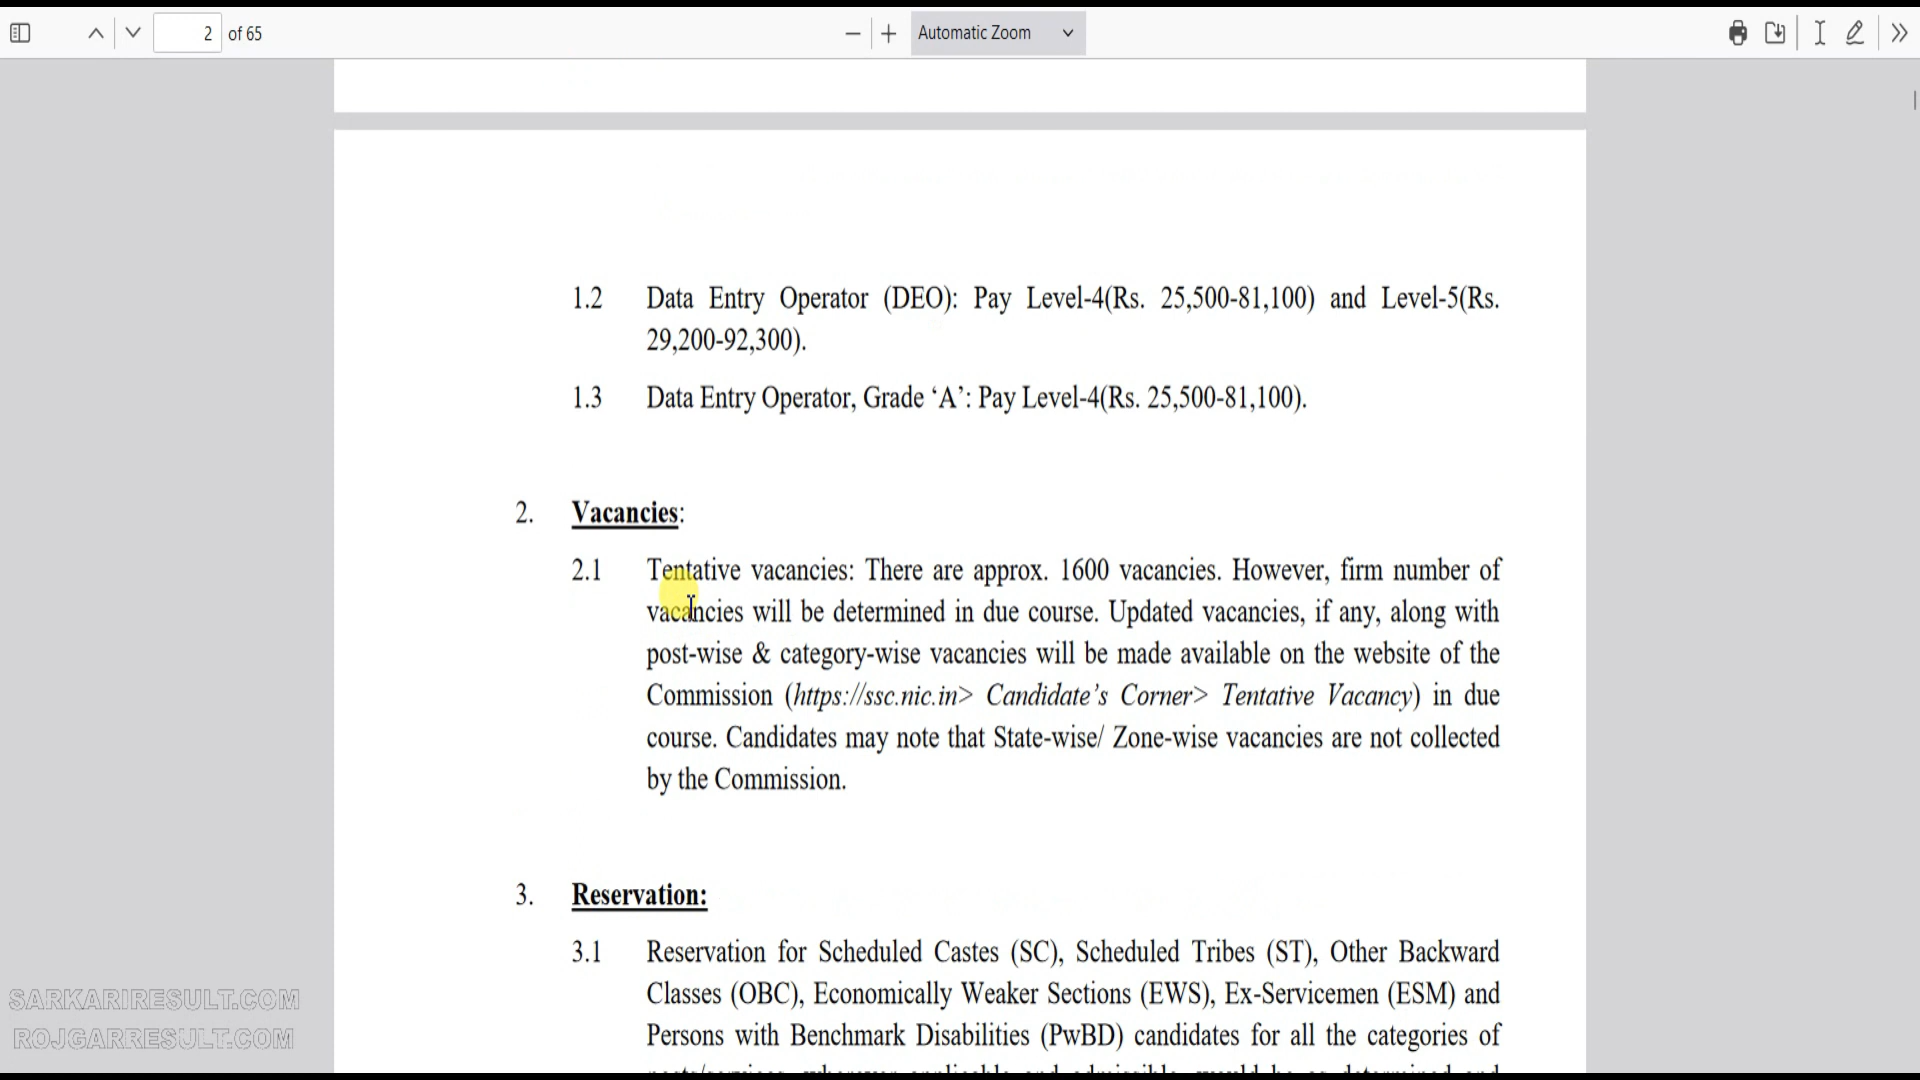 2 of 65
Automatic Zoom
1.2 Data Entry Operator (DEO): Pay Level-4(Rs. 25,500-81,100) and Level-5(Rs.
29,200-92,300).
1.3 Data Entry Operator, Grade ‘A’: Pay Level-4(Rs. 25,500-81,100).
2. Vacancies:
2.1 Tentative vacancies: There are approx. 1600 vacancies. However, firm number of
vacancies will be determined in due course. Updated vacancies, if any, along with
post-wise & category-wise vacancies will be made available on the website of the
Commission (https://ssc.nic.in> Candidate’s Corner> Tentative Vacancy) in due
course. Candidates may note that State-wise/ Zone-wise vacancies are not collected
by the Commission.
3. Reservation:
3.1 Reservation for Scheduled Castes (SC), Scheduled Tribes (ST), Other Backward
Classes (OBC), Economically Weaker Sections (EWS), Ex-Servicemen (ESM) and
Persons with Benchmark Disabilities (PwBD) candidates for all the categories of
SARKARIRESULT.COM
ROJGARRESULT.COM